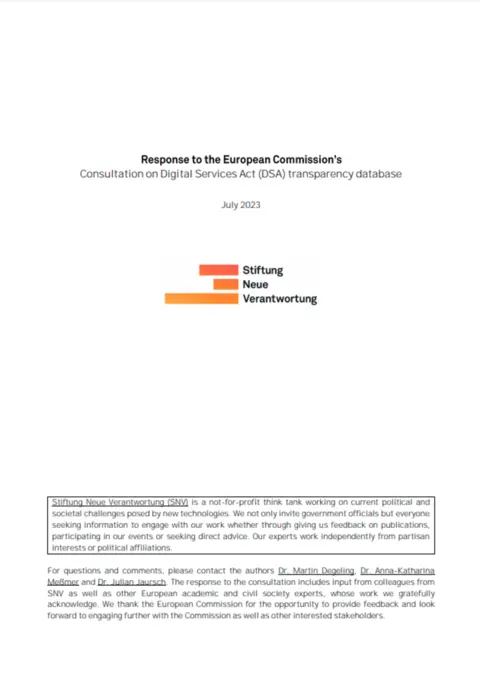 Response to the European Commission's
Consultation on Digital Services Act (DSA) transparency database
July 2023
Stiftung
Neue
Verantwortung
Stiftung Neue Verantwortung (SNV) is a not-for-profit think tank working on current political and
societal challenges posed by new technologies. We not only invite government officials but everyone
seeking information to engage with our work whether through giving us feedback on publications,
participating in our events or seeking direct advice. Our experts work independently from partisan
interests or political affiliations.
For questions and comments, please contact the authors Dr. Martin Degeling, Dr. Anna-Katharina
Meßmer and Dr. Julian Jaursch. The response to the consultation includes input from colleagues from
SNV as well as other European academic and civil society experts, whose work we gratefully
acknowledge. We thank the European Commission for the opportunity to provide feedback and look
forward to engaging further with the Commission as well as other interested stakeholders.